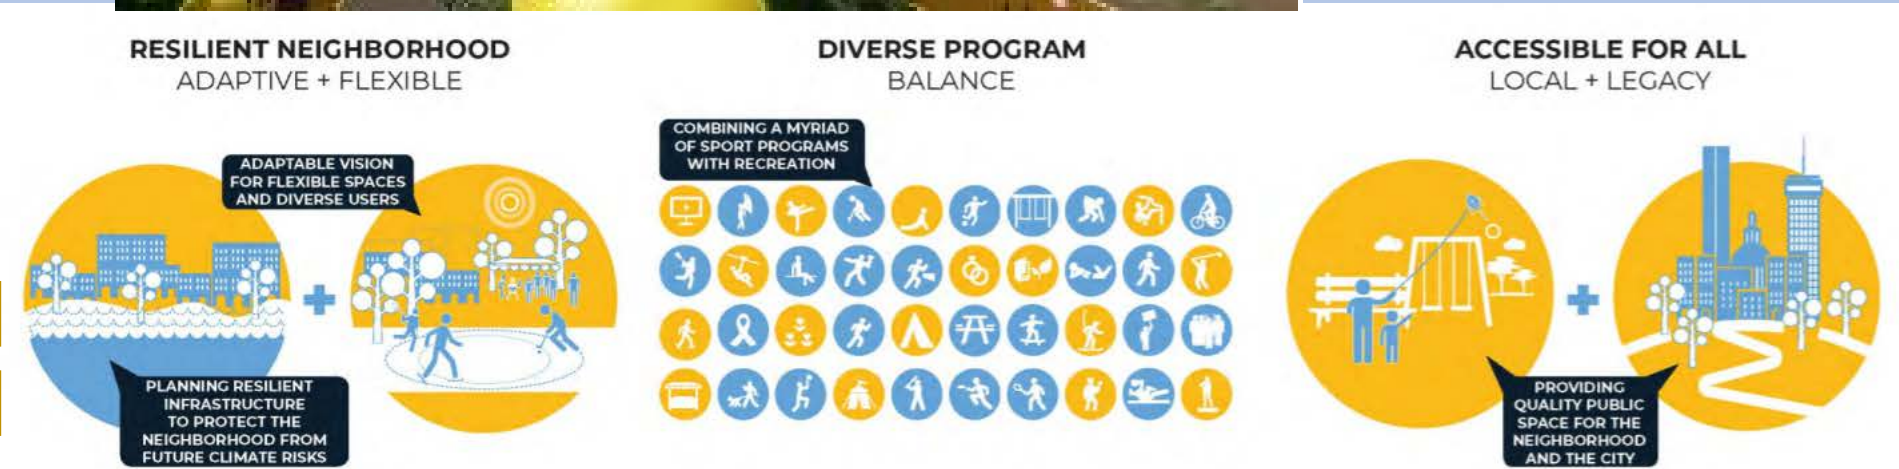 RESILIENT NEIGHBORHOOD
ADAPTIVE + FLEXIBLE
ADAPTABLE VISION
FOR FLEXIBLE SPACES
AND DIVERSE USERS
PLANNING RESILIENT
INFRASTRUCTURE
TO PROTECT THE
NEIGHBORHOOD FROM
FUTURE CLIMATE RISKS
DIVERSE PROGRAM
BALANCE
COMBINING A MYRIAD
OF SPORT PROGRAMS
WITH RECREATION
ACCESSIBLE FOR ALL
LOCAL + LEGACY
PROVIDING
QUALITY PUBLIC
SPACE FOR THE
NEIGHBORHOOD
AND THE CITY